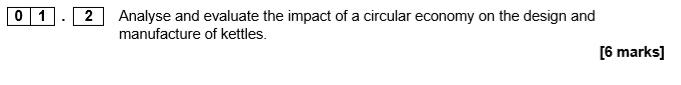 0 1 . 2 Analyse and evaluate the impact of a circular economy on the design and
manufacture of kettles.
[6 marks]